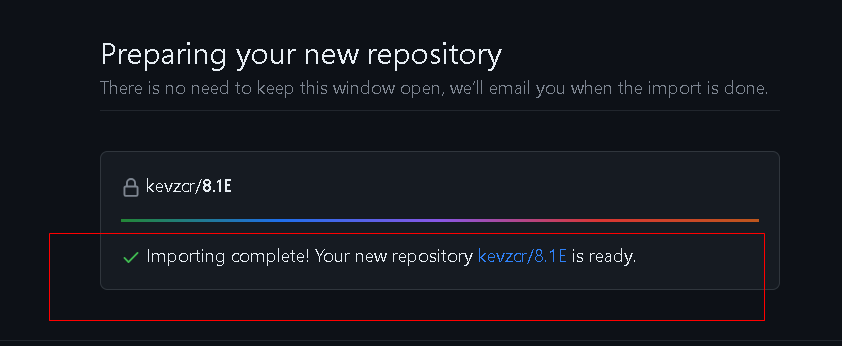 Preparing your new repository
There is no need to keep this window open, we'll email you when the import is done.
kevzcr/8.1E
Importing complete! Your new repository kevzcr/8.1E is ready.